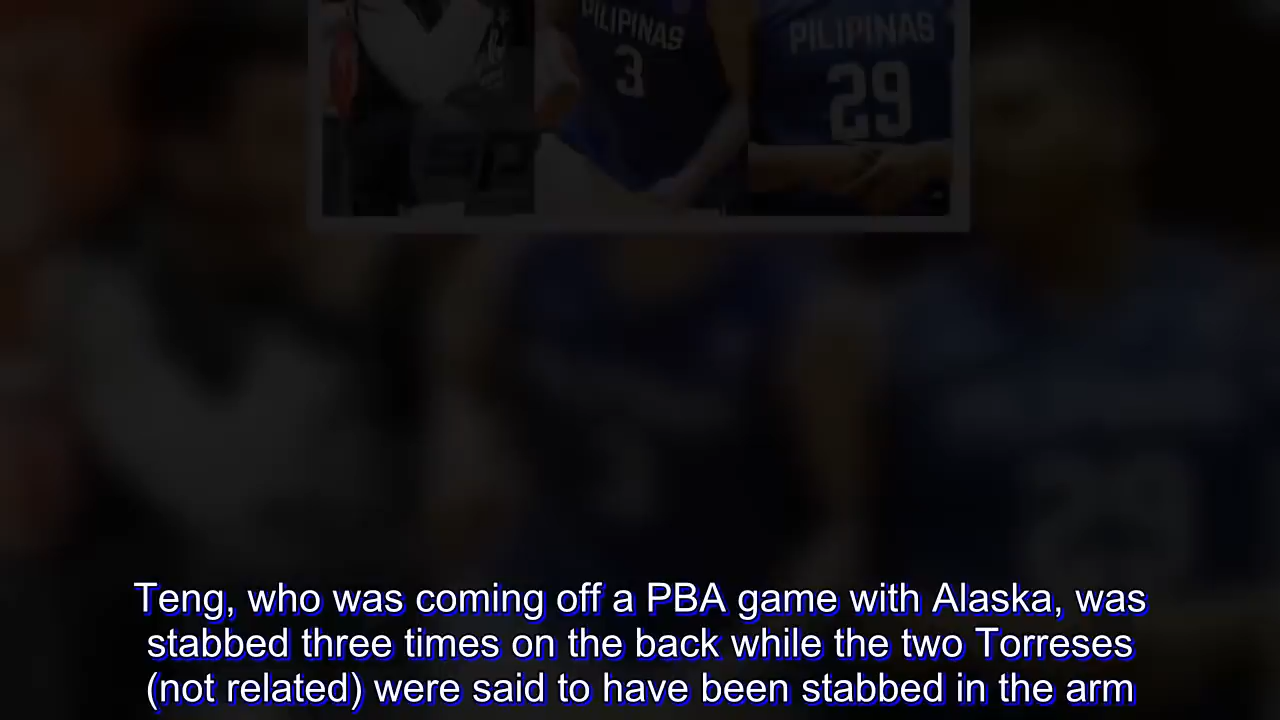 PILIPINAS
3
PILIPINAS
29
Teng, who was coming off a PBA game with Alaska, was
stabbed three times on the back while the two Torreses
(not related) were said to have been stabbed in the arm